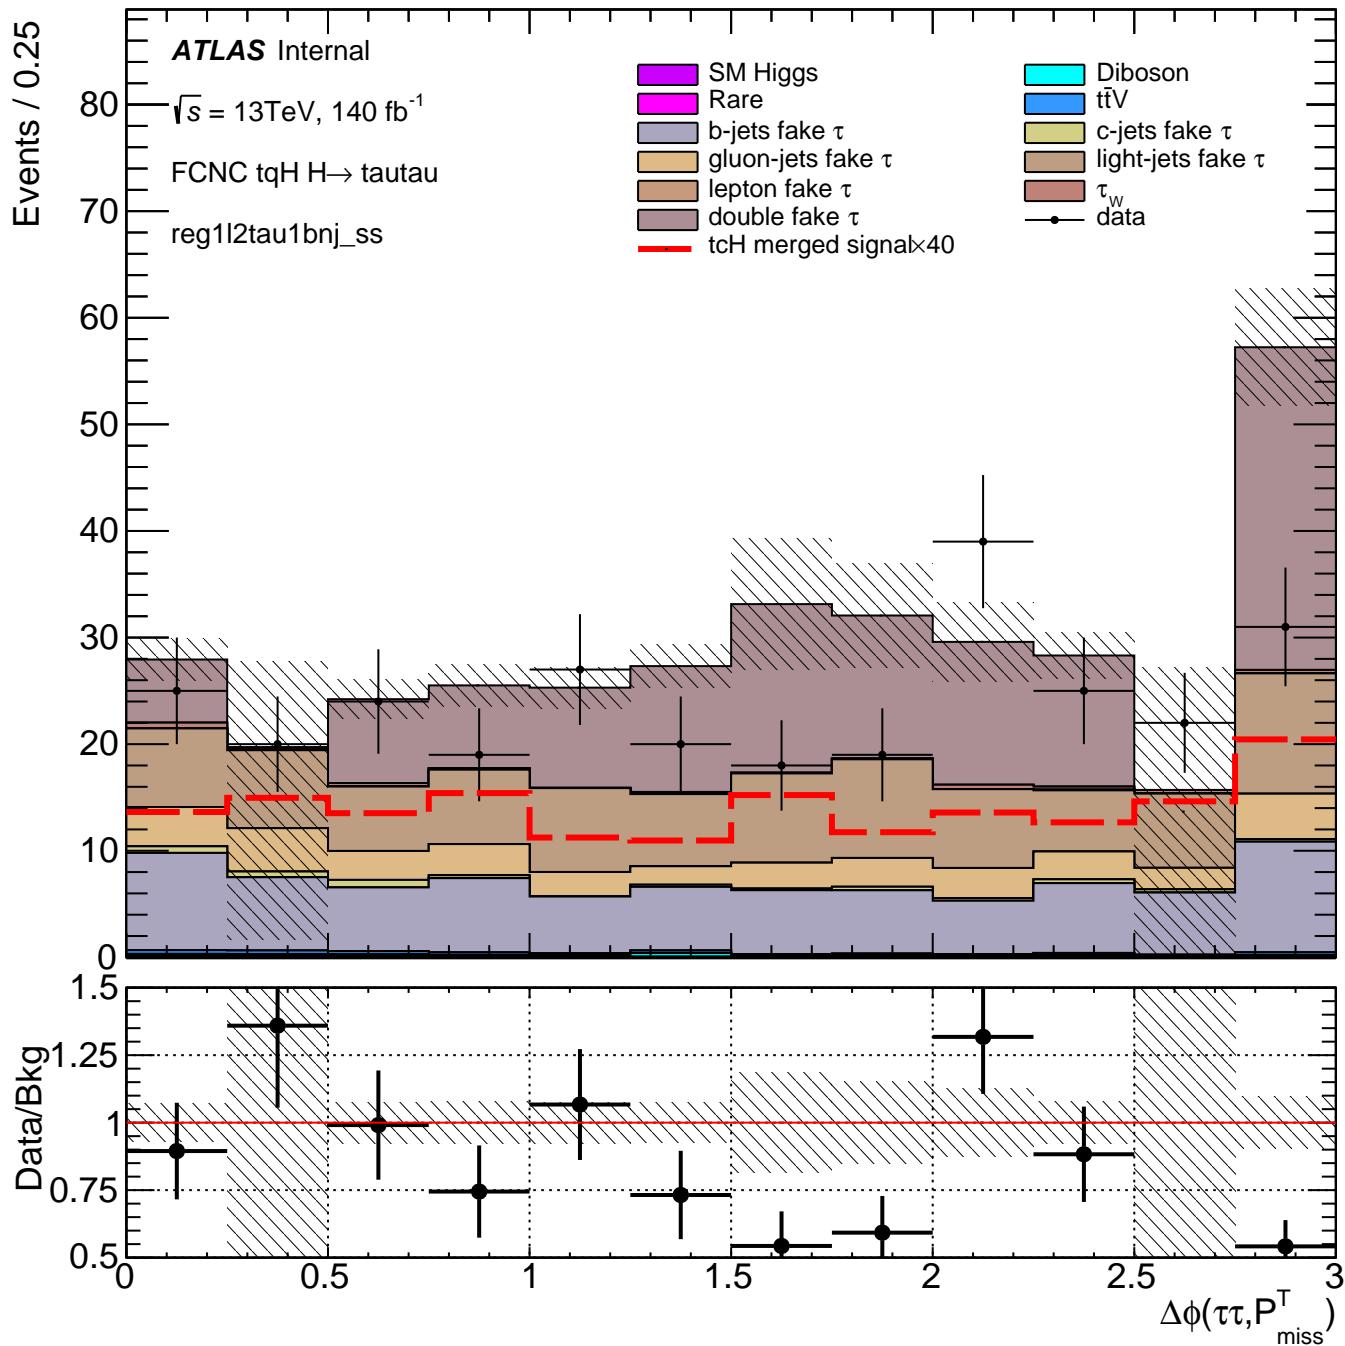 Events / 0.25
ATLAS Internal
√s = 13TeV, 140 fb⁻¹
FCNC tqH H→ tautau
reg1l2tau1bnj_ss
SM Higgs
Rare
b-jets fake τ
gluon-jets fake τ
lepton fake τ
double fake τ
tcH merged signal×40
Diboson
tt̄V
c-jets fake τ
light-jets fake τ
τ_W
data
80
70
60
50
40
30
20
10
0
Data/Bkg
1.5
1.25
1
0.75
0.5
0 0.5 1 1.5 2 2.5 3
Δϕ(ττ,P^T_miss)